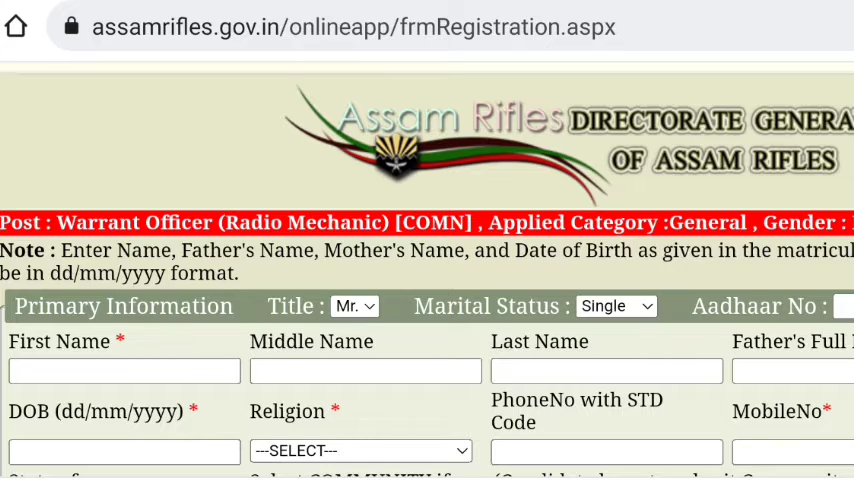 assamrifles.gov.in/onlineapp/frmRegistration.aspx
Assam Rifles DIRECTORATE GENERA
OF ASSAM RIFLES
Post : Warrant Officer (Radio Mechanic) [COMN] , Applied Category :General , Gender :
Note : Enter Name, Father's Name, Mother's Name, and Date of Birth as given in the matricul
be in dd/mm/yyyy format.
Primary Information Title : Mr. Marital Status : Single Aadhaar No :
First Name * Middle Name Last Name Father's Full
DOB (dd/mm/yyyy) * Religion * PhoneNo with STD Code MobileNo*
---SELECT---